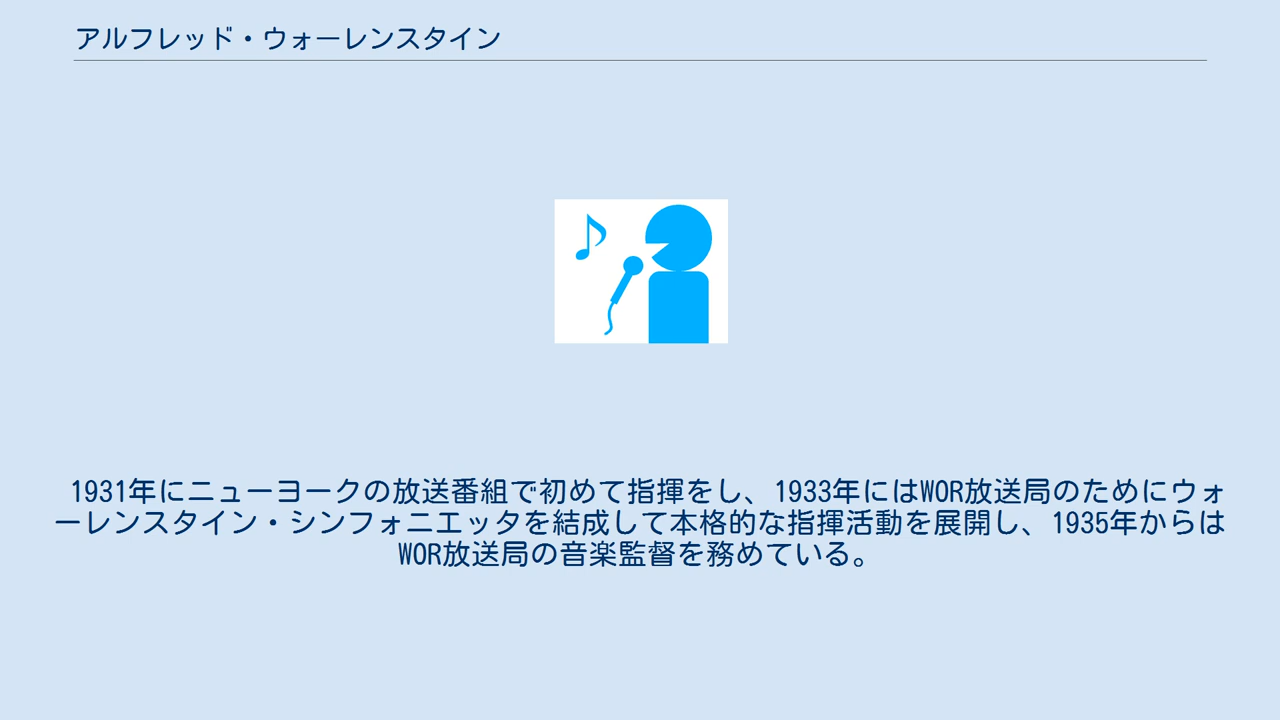 アルフレッド・ウォーレンスタイン
1931年にニューヨークの放送番組で初めて指揮をし、1933年にはWOR放送局のためにウォ
ーレンスタイン・シンフォニエッタを結成して本格的な指揮活動を展開し、1935年からは
WOR放送局の音楽監督を務めている。